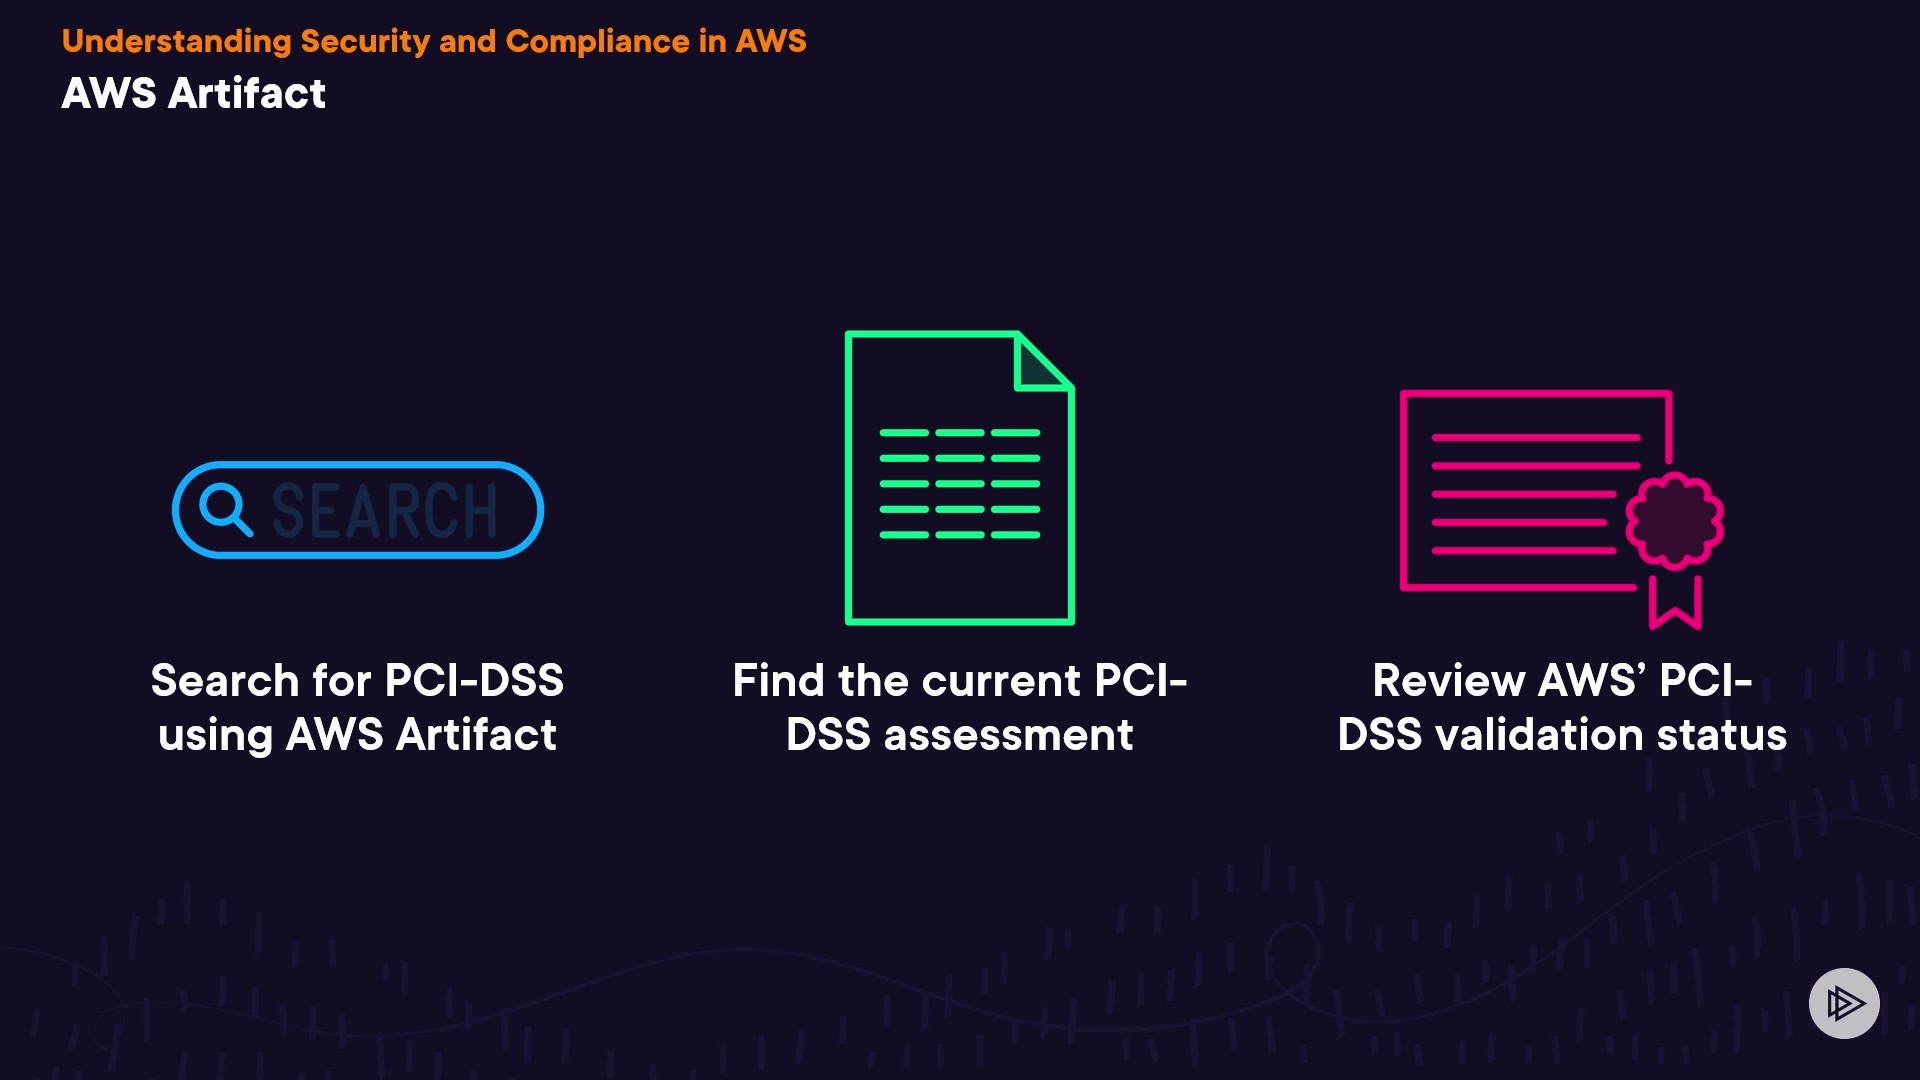 Understanding Security and Compliance in AWS
AWS Artifact
SEARCH
Search for PCI-DSS
using AWS Artifact
Find the current PCI-
DSS assessment
Review AWS’ PCI-
DSS validation status